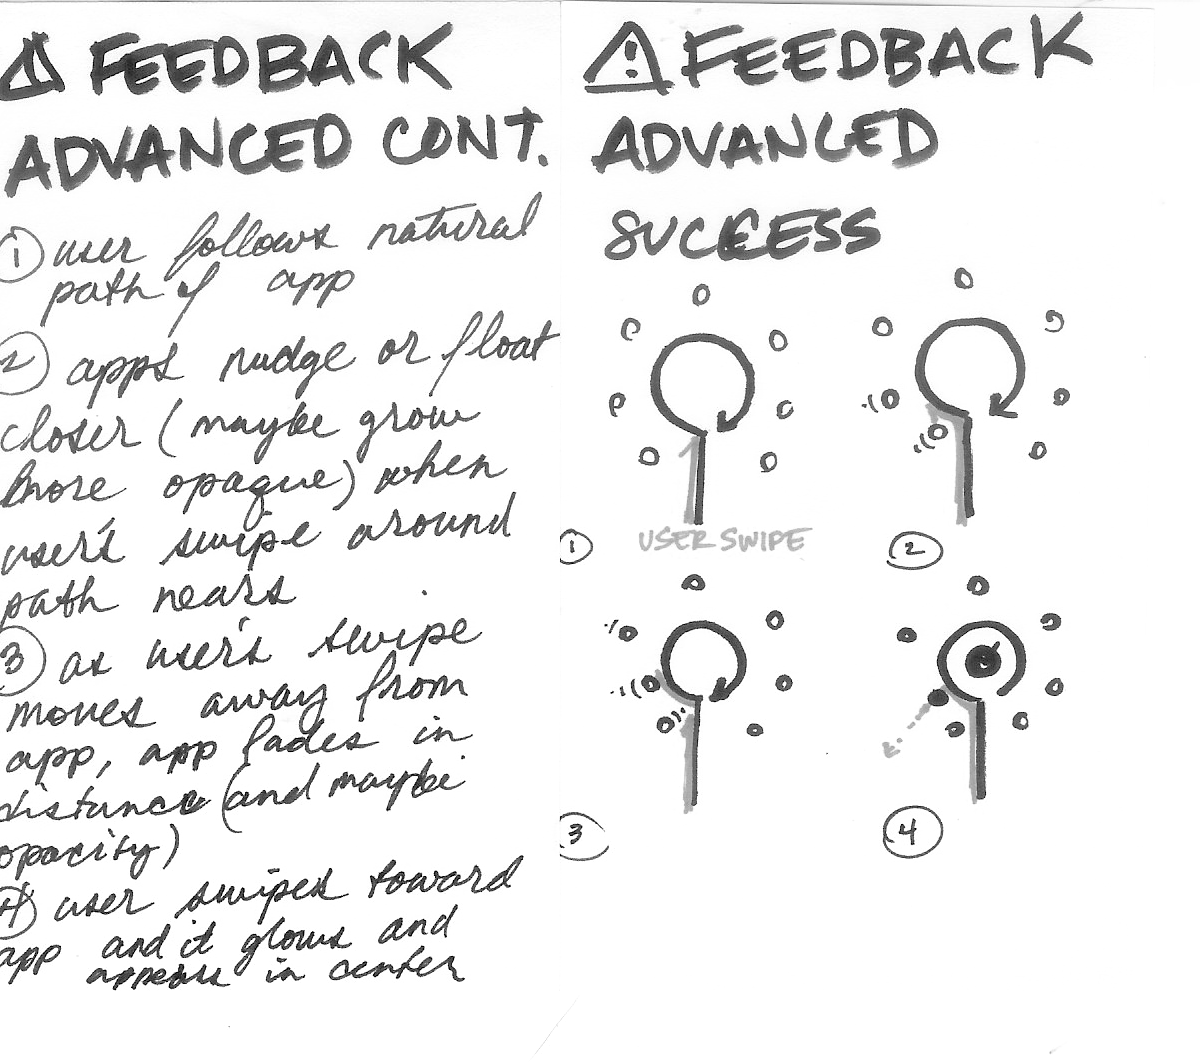 FEEDBACK
ADVANCED CONT.
1 user follows natural
path of app
2 apps nudge or float
closer (maybe grow
more opaque) when
user's swipe around
path nears
3 as user's swipe
moves away from
app, app fades in
distance (and maybe
opacity)
4 user swipes toward
app and it glows and
appears in center
FEEDBACK
ADVANCED
SUCCESS
1 USER SWIPE 2
3 4